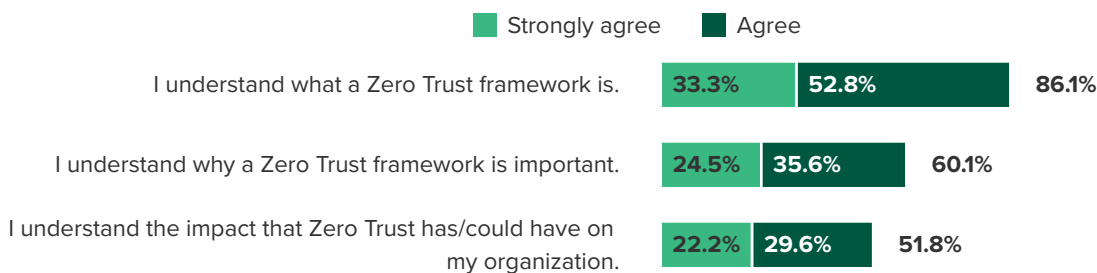 Strongly agree Agree
I understand what a Zero Trust framework is. 33.3% 52.8% 86.1%
I understand why a Zero Trust framework is important. 24.5% 35.6% 60.1%
I understand the impact that Zero Trust has/could have on
my organization. 22.2% 29.6% 51.8%